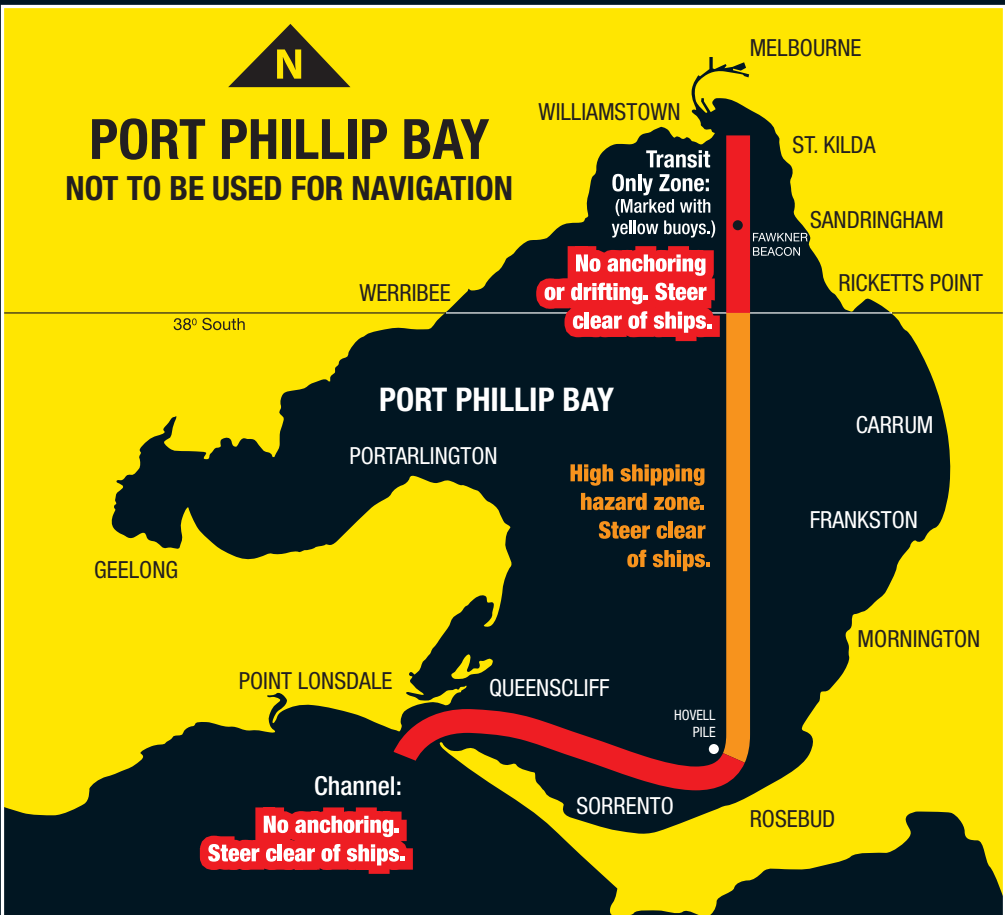 N
PORT PHILLIP BAY
NOT TO BE USED FOR NAVIGATION
MELBOURNE
WILLIAMSTOWN
ST. KILDA
Transit
Only Zone:
(Marked with
yellow buoys.)
SANDRINGHAM
FAWKNER
BEACON
No anchoring
or drifting. Steer
clear of ships.
RICKETTS POINT
WERRIBEE
38⁰ South
PORT PHILLIP BAY
CARRUM
PORTARLINGTON
High shipping
hazard zone.
Steer clear
of ships.
FRANKSTON
GEELONG
MORNINGTON
POINT LONSDALE
QUEENSCLIFF
HOVELL
PILE
Channel:
No anchoring.
Steer clear of ships.
SORRENTO
ROSEBUD